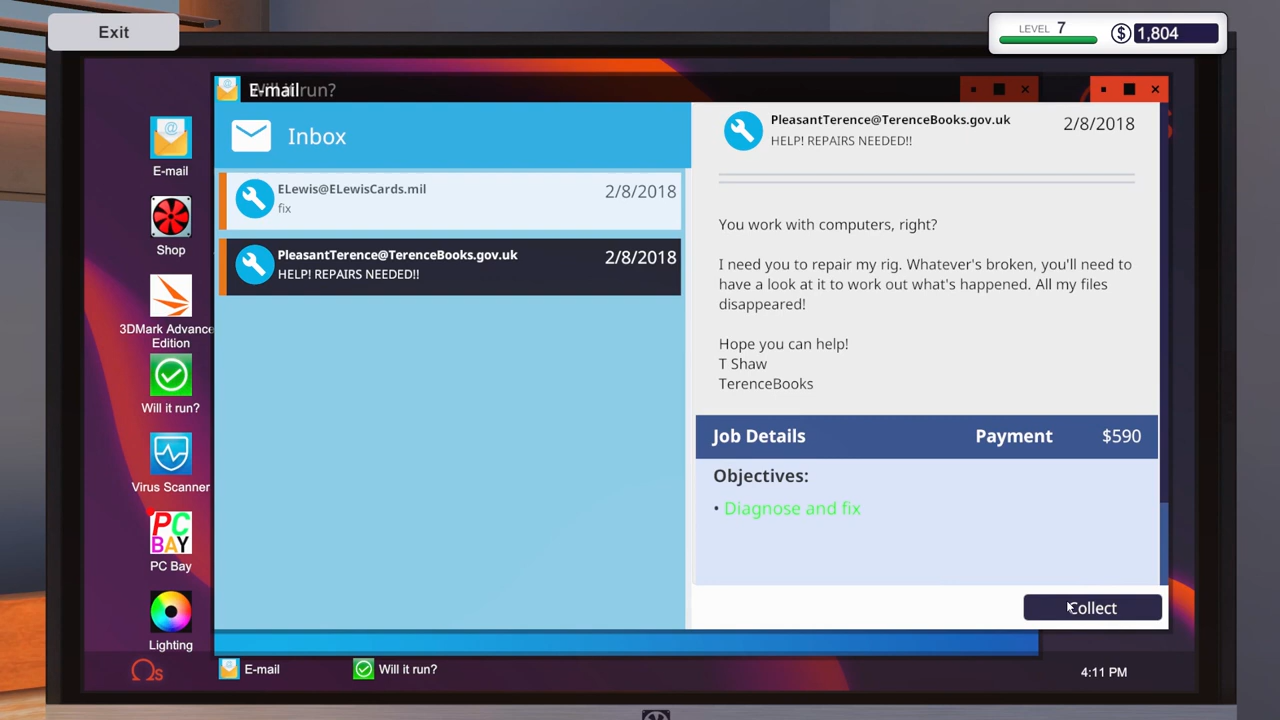 Exit
LEVEL 7
$ 1,804
E-mail
Will it run?
Inbox
ELewis@ELewisCards.mil
2/8/2018
fix
PleasantTerence@TerenceBooks.gov.uk
2/8/2018
HELP! REPAIRS NEEDED!!
PleasantTerence@TerenceBooks.gov.uk
2/8/2018
HELP! REPAIRS NEEDED!!
You work with computers, right?
I need you to repair my rig. Whatever's broken, you'll need to
have a look at it to work out what's happened. All my files
disappeared!
Hope you can help!
T Shaw
TerenceBooks
Job Details Payment $590
Objectives:
• Diagnose and fix
Collect
E-mail
Shop
3DMark Advance
Edition
Will it run?
Virus Scanner
PC
BAY
PC Bay
Lighting
Ωs
E-mail
Will it run?
4:11 PM